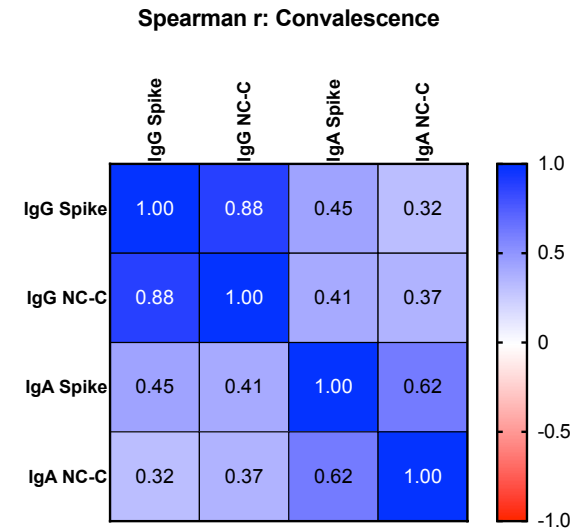 Spearman r: Convalescence
IgG Spike IgG NC-C IgA Spike IgA NC-C
IgG Spike 1.00 0.88 0.45 0.32
IgG NC-C 0.88 1.00 0.41 0.37
IgA Spike 0.45 0.41 1.00 0.62
IgA NC-C 0.32 0.37 0.62 1.00
1.0
0.5
0
-0.5
-1.0